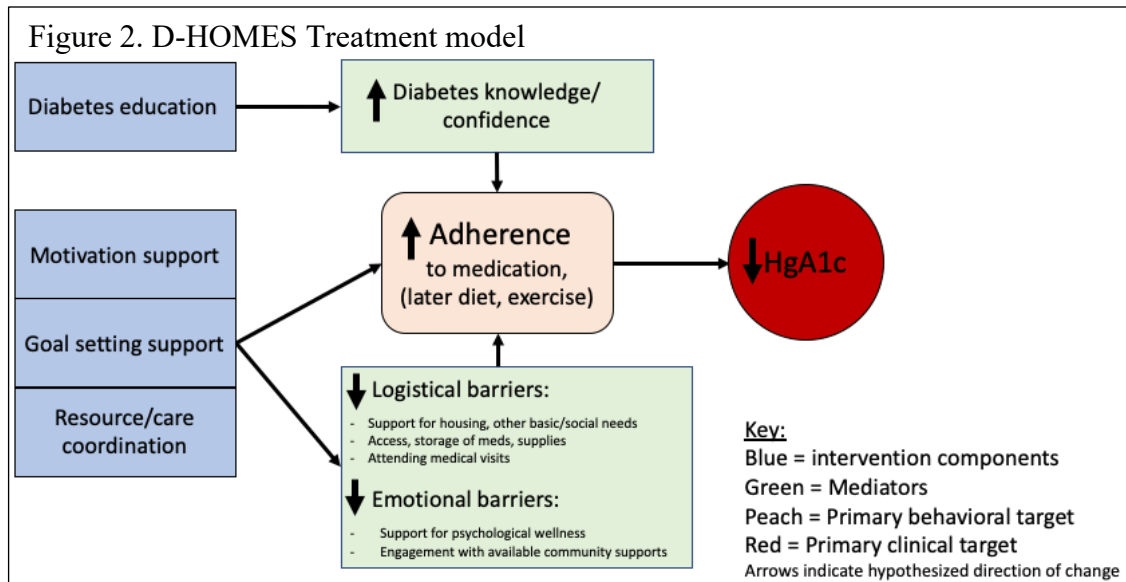 Figure 2. D-HOMES Treatment model
Diabetes education
Diabetes knowledge/
confidence
Motivation support
Goal setting support
Resource/care
coordination
Adherence
to medication,
(later diet, exercise)
HgA1c
Logistical barriers:
- Support for housing, other basic/social needs
- Access, storage of meds, supplies
- Attending medical visits
Emotional barriers:
- Support for psychological wellness
- Engagement with available community supports
Key:
Blue = intervention components
Green = Mediators
Peach = Primary behavioral target
Red = Primary clinical target
Arrows indicate hypothesized direction of change